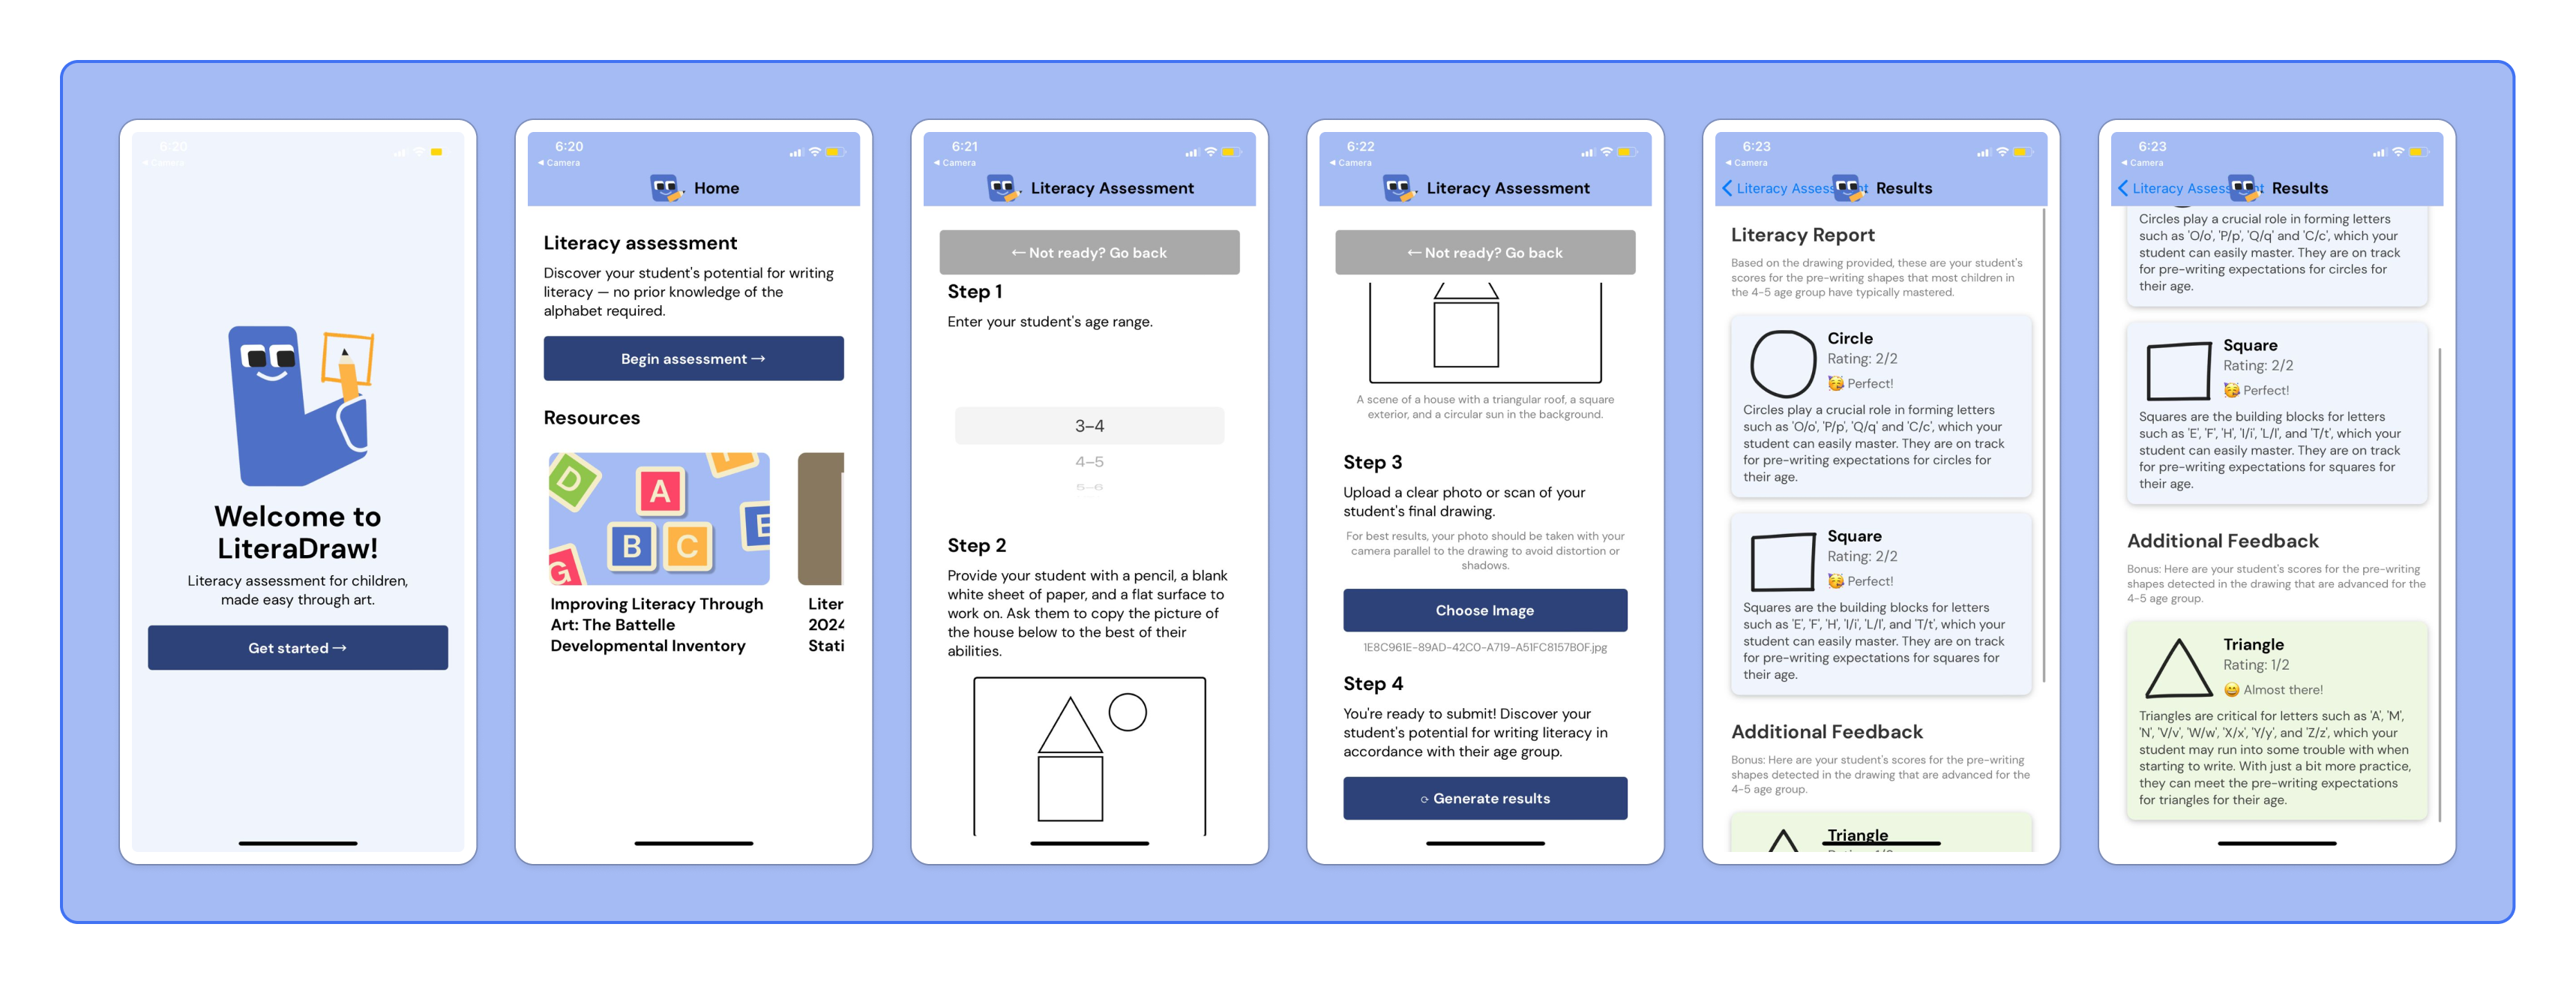 6:20
◀ Camera
Welcome to
LiteraDraw!
Literacy assessment for children,
made easy through art.
Get started →
6:20
◀ Camera
Home
Literacy assessment
Discover your student's potential for writing
literacy — no prior knowledge of the
alphabet required.
Begin assessment →
Resources
D
A
B
C
E
F
G
Improving Literacy Through
Art: The Battelle
Developmental Inventory
Liter
2024
Stati
6:21
◀ Camera
Literacy Assessment
← Not ready? Go back
Step 1
Enter your student's age range.
3–4
4–5
5–6
Step 2
Provide your student with a pencil, a blank
white sheet of paper, and a flat surface to
work on. Ask them to copy the picture of
the house below to the best of their
abilities.
6:22
◀ Camera
Literacy Assessment
← Not ready? Go back
A scene of a house with a triangular roof, a square
exterior, and a circular sun in the background.
Step 3
Upload a clear photo or scan of your
student's final drawing.
For best results, your photo should be taken with your
camera parallel to the drawing to avoid distortion or
shadows.
Choose Image
1E8C961E-89AD-42C0-A719-A51FC8157B0F.jpg
Step 4
You're ready to submit! Discover your
student's potential for writing literacy in
accordance with their age group.
⟳ Generate results
6:23
◀ Camera
Literacy Assess nt Results
Literacy Report
Based on the drawing provided, these are your student's
scores for the pre-writing shapes that most children in
the 4-5 age group have typically mastered.
Circle
Rating: 2/2
🥳 Perfect!
Circles play a crucial role in forming letters
such as 'O/o', 'P/p', 'Q/q' and 'C/c', which your
student can easily master. They are on track
for pre-writing expectations for circles for
their age.
Square
Rating: 2/2
🥳 Perfect!
Squares are the building blocks for letters
such as 'E', 'F', 'H', 'I/i', 'L/l', and 'T/t', which your
student can easily master. They are on track
for pre-writing expectations for squares for
their age.
Additional Feedback
Bonus: Here are your student's scores for the pre-writing
shapes detected in the drawing that are advanced for the
4-5 age group.
Triangle
6:23
◀ Camera
Literacy Assess nt Results
Circles play a crucial role in forming letters
such as 'O/o', 'P/p', 'Q/q' and 'C/c', which your
student can easily master. They are on track
for pre-writing expectations for circles for
their age.
Square
Rating: 2/2
🥳 Perfect!
Squares are the building blocks for letters
such as 'E', 'F', 'H', 'I/i', 'L/l', and 'T/t', which your
student can easily master. They are on track
for pre-writing expectations for squares for
their age.
Additional Feedback
Bonus: Here are your student's scores for the pre-writing
shapes detected in the drawing that are advanced for the
4-5 age group.
Triangle
Rating: 1/2
😄 Almost there!
Triangles are critical for letters such as 'A', 'M',
'N', 'V/v', 'W/w', 'X/x', 'Y/y', and 'Z/z', which your
student may run into some trouble with when
starting to write. With just a bit more practice,
they can meet the pre-writing expectations
for triangles for their age.